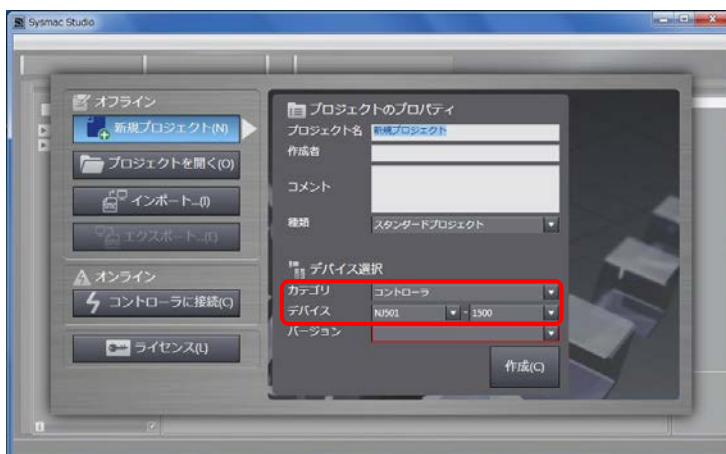 Sysmac Studio
オフライン
新規プロジェクト(N)
プロジェクトを開く(O)
インポート...(I)
エクスポート...(E)
オンライン
コントローラに接続(C)
ライセンス(L)
プロジェクトのプロパティ
プロジェクト名 新規プロジェクト
作成者
コメント
種類 スタンダードプロジェクト
デバイス選択
カテゴリ コントローラ
デバイス NJ501 - 1500
バージョン
作成(C)